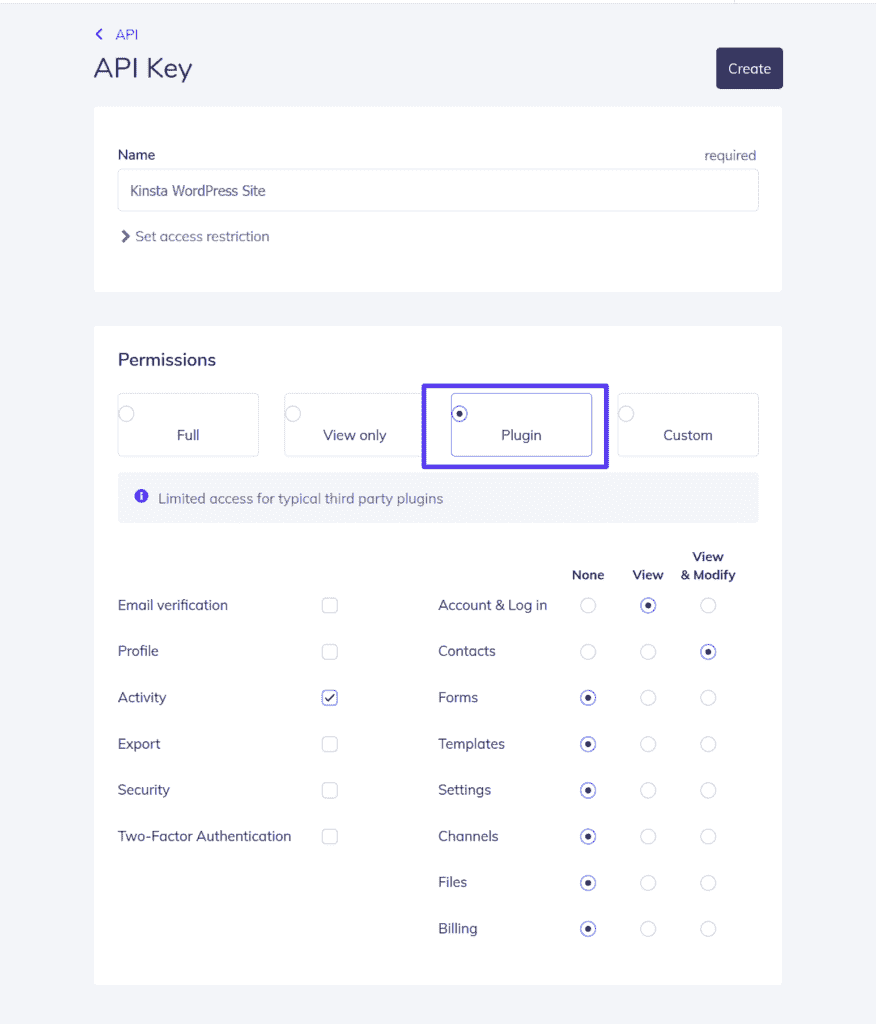 API
API Key
Create
Name
required
Kinsta WordPress Site
Set access restriction
Permissions
Full
View only
Plugin
Custom
Limited access for typical third party plugins
None
View
View
& Modify
Email verification
Account & Log in
Profile
Contacts
Activity
Forms
Export
Templates
Security
Settings
Two-Factor Authentication
Channels
Files
Billing